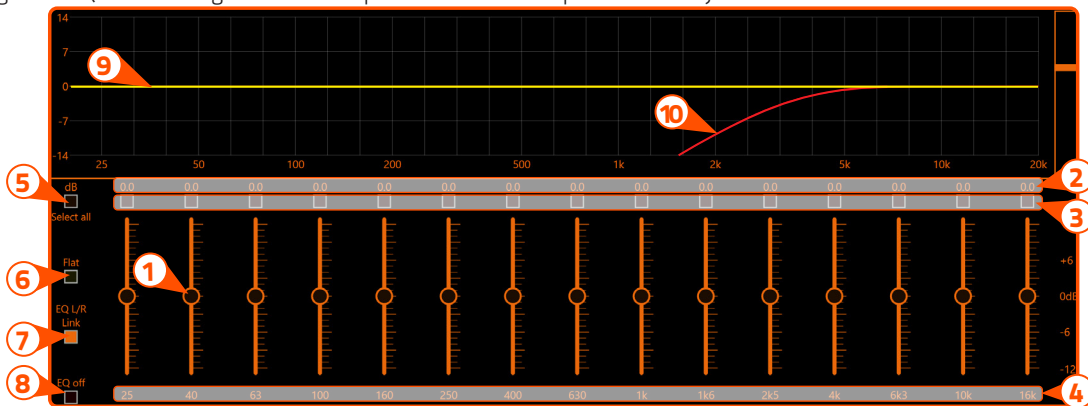 14
7
9
0
-7
10
-14
25 50 100 200 500 1k 2k 5k 10k 20k
5
dB
0.0 0.0 0.0 0.0 0.0 0.0 0.0 0.0 0.0 0.0 0.0 0.0 0.0 0.0 0.0
2
Select all
3
Flat
+6
6
1
0dB
EQ L/R
Link
7
-6
-12
EQ off
8
25 40 63 100 160 250 400 630 1k 1k6 2k5 4k 6k3 10k 16k
4